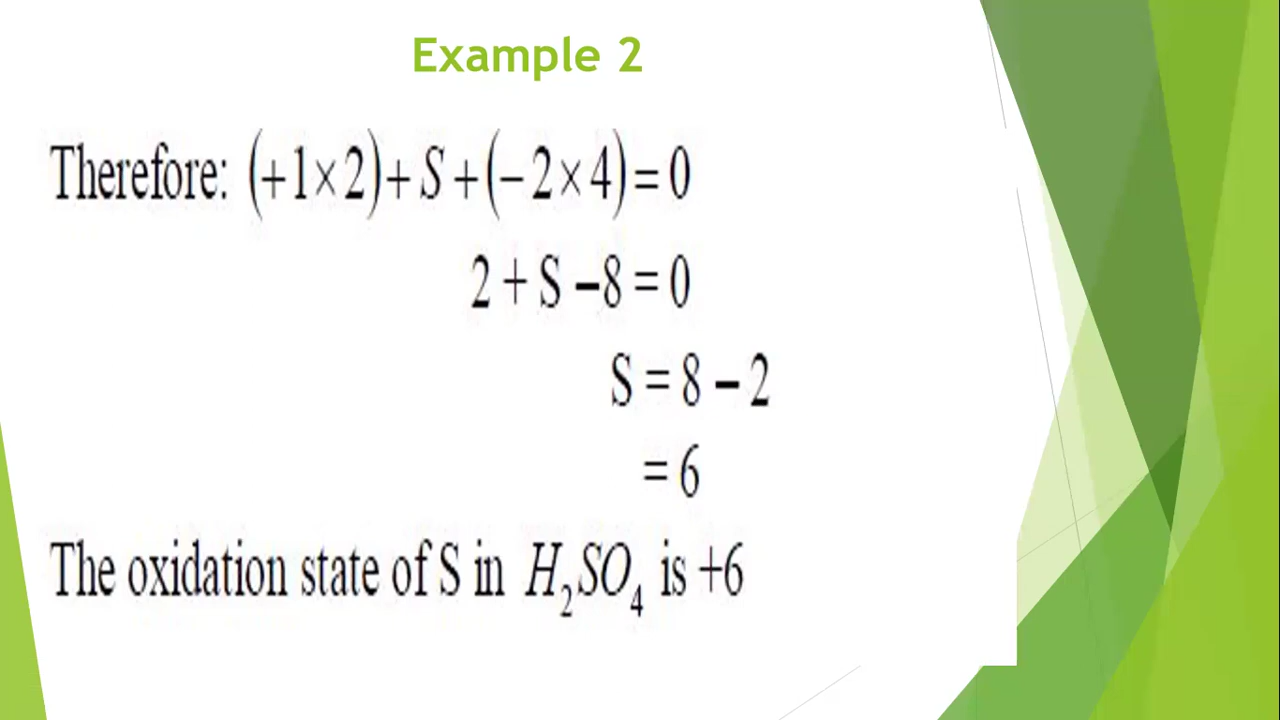 Example 2
Therefore: (+1×2)+S+(−2×4)=0
2+S−8=0
S=8−2
=6
The oxidation state of S in H₂SO₄ is +6